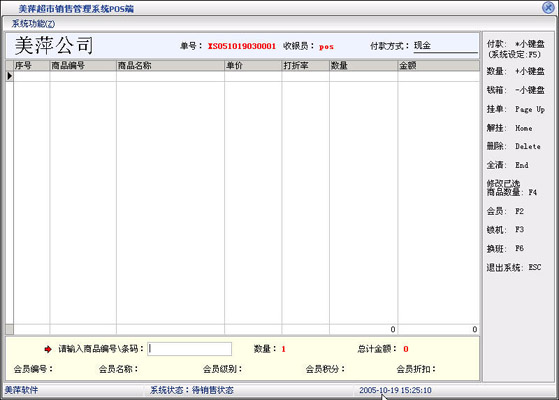 美萍超市销售管理系统POS端
系统功能(Z)
美萍公司 单号： XS051019030001 收银员： pos 付款方式： 现金
序号 商品编号 商品名称 单价 打折率 数量 金额
0 0
请输入商品编号\条码： 数量： 1 总计金额： 0
会员编号： 会员名称： 会员级别： 会员积分： 会员折扣：
付款： *小键盘
(系统设定:F5)
数量： +小键盘
钱箱： -小键盘
挂单： Page Up
解挂： Home
删除： Delete
全清： End
修改已选
商品数量： F4
会员： F2
锁机： F3
换班： F6
退出系统： ESC
美萍软件 系统状态：待销售状态 2005-10-19 15:25:10